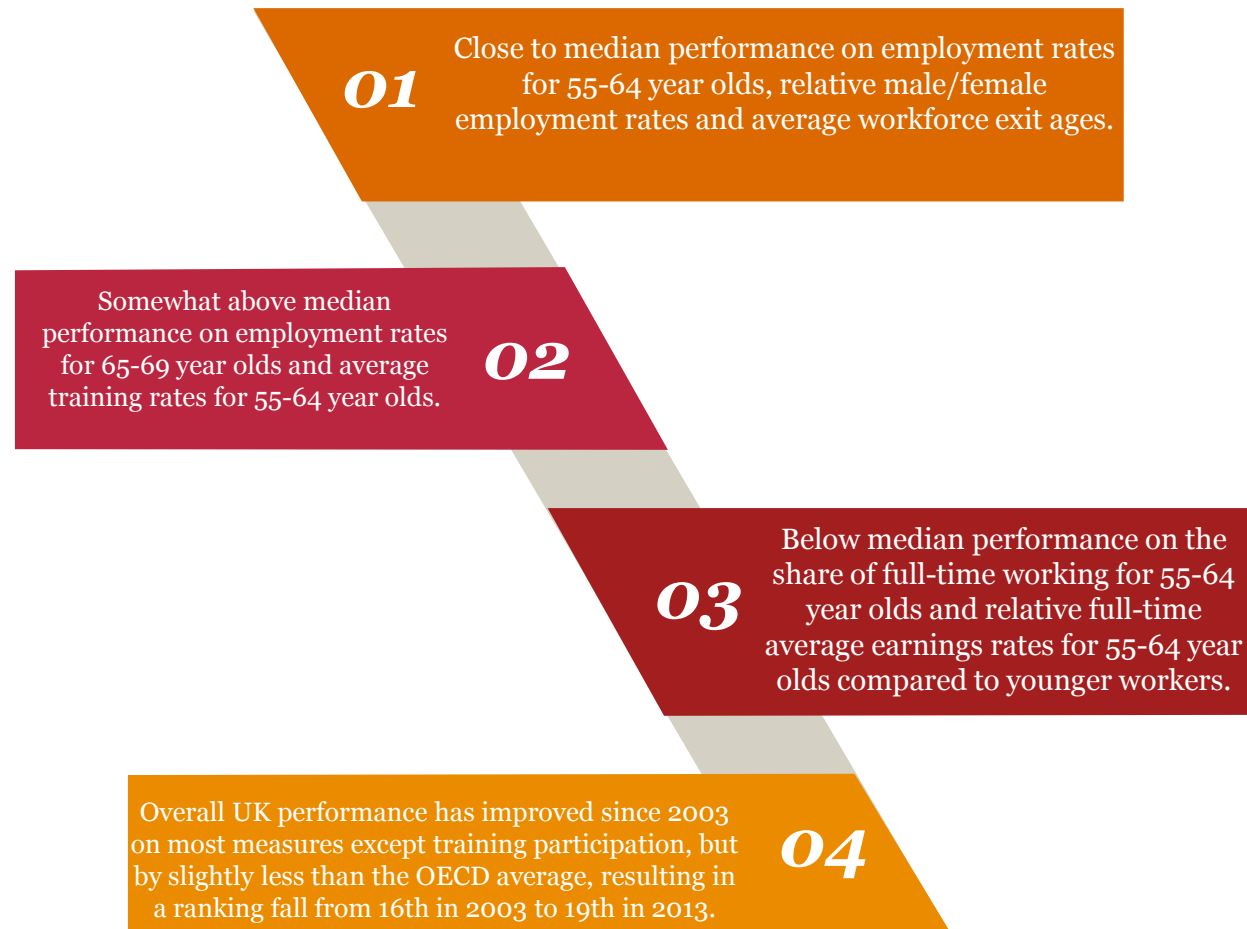 01
Close to median performance on employment rates
for 55-64 year olds, relative male/female
employment rates and average workforce exit ages.
Somewhat above median
performance on employment rates
for 65-69 year olds and average
training rates for 55-64 year olds.
02
03
Below median performance on the
share of full-time working for 55-64
year olds and relative full-time
average earnings rates for 55-64 year
olds compared to younger workers.
Overall UK performance has improved since 2003
on most measures except training participation, but
by slightly less than the OECD average, resulting in
a ranking fall from 16th in 2003 to 19th in 2013.
04